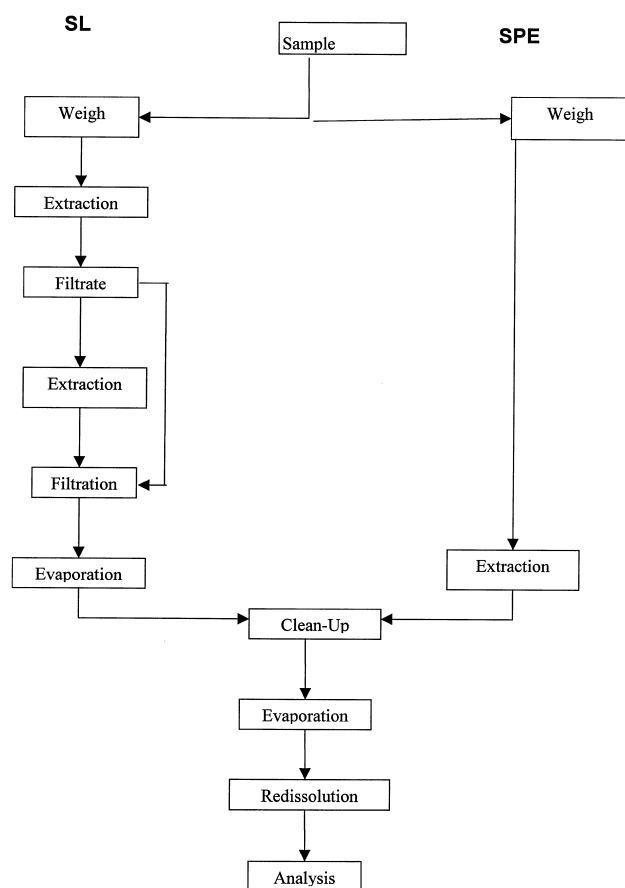 SL
SPE
Sample
Weigh
Weigh
Extraction
Filtrate
Extraction
Filtration
Evaporation
Extraction
Clean-Up
Evaporation
Redissolution
Analysis